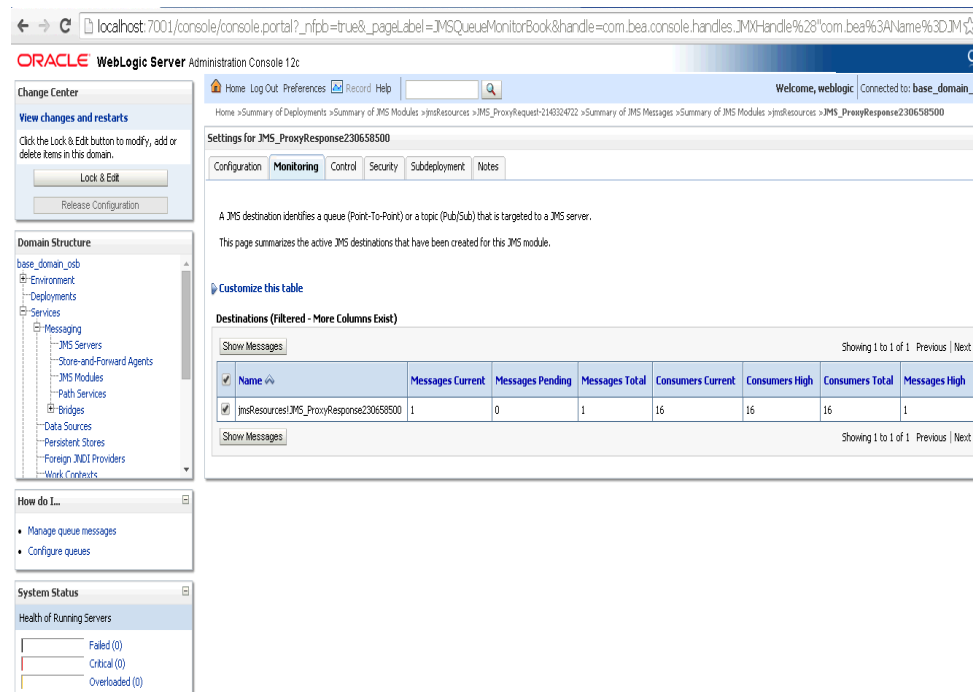 localhost:7001/console/console.portal?_nfpb=true&_pageLabel=JMSQueueMonitorBook&handle=com.bea.console.handles.JMXHandle%28"com.bea%3AName%3DJM
ORACLE WebLogic Server Administration Console 12c
Change Center
View changes and restarts
Click the Lock & Edit button to modify, add or
delete items in this domain.
Lock & Edit
Release Configuration
Domain Structure
base_domain_osb
Environment
Deployments
Services
Messaging
JMS Servers
Store-and-Forward Agents
JMS Modules
Path Services
Bridges
Data Sources
Persistent Stores
Foreign JNDI Providers
Work Contexts
How do I...
Manage queue messages
Configure queues
System Status
Health of Running Servers
Failed (0)
Critical (0)
Overloaded (0)
Home Log Out Preferences Record Help
Welcome, weblogic Connected to: base_domain_
Home >Summary of Deployments >Summary of JMS Modules >jmsResources >JMS_ProxyRequest-2143324722 >Summary of JMS Messages >Summary of JMS Modules >jmsResources >JMS_ProxyResponse230658500
Settings for JMS_ProxyResponse230658500
Configuration Monitoring Control Security Subdeployment Notes
A JMS destination identifies a queue (Point-To-Point) or a topic (Pub/Sub) that is targeted to a JMS server.
This page summarizes the active JMS destinations that have been created for this JMS module.
Customize this table
Destinations (Filtered - More Columns Exist)
Show Messages Showing 1 to 1 of 1 Previous | Next
Name Messages Current Messages Pending Messages Total Consumers Current Consumers High Consumers Total Messages High
jmsResources!JMS_ProxyResponse230658500 1 0 1 16 16 16 1
Show Messages Showing 1 to 1 of 1 Previous | Next